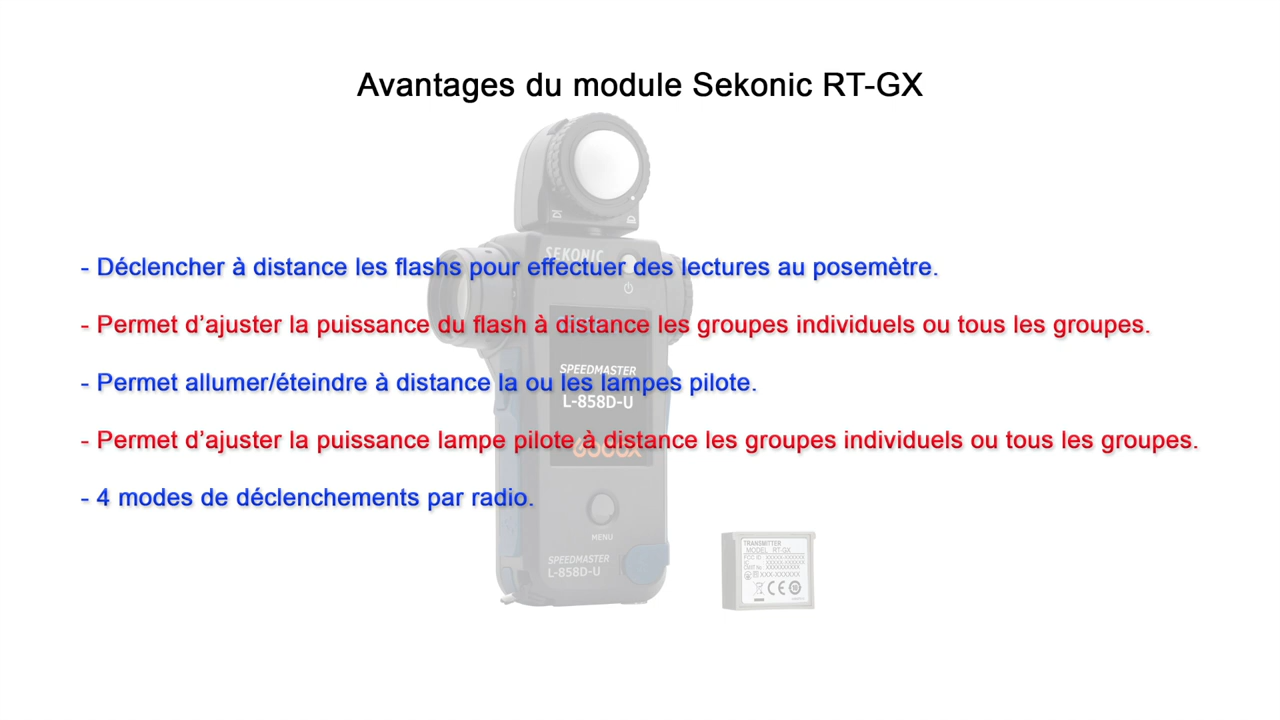 Avantages du module Sekonic RT-GX
SEKONIC
- Déclencher à distance les flashs pour effectuer des lectures au posemètre.
- Permet d’ajuster la puissance du flash à distance les groupes individuels ou tous les groupes.
SPEEDMASTER
- Permet allumer/éteindre à distance la ou les lampes pilote.
L-858D-U
- Permet d’ajuster la puissance lampe pilote à distance les groupes individuels ou tous les groupes.
GODOX
- 4 modes de déclenchements par radio.
MENU
SPEEDMASTER
L-858D-U
TRANSMITTER
MODEL RT-GX